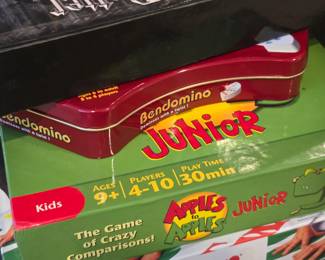 Bendomino
Bendomino
JUNIOR
AGES
9+
PLAYERS
4-10
PLAY TIME
30min
Kids
The Game
of Crazy
Comparisons!
APPLES
to
APPLES
JUNIOR